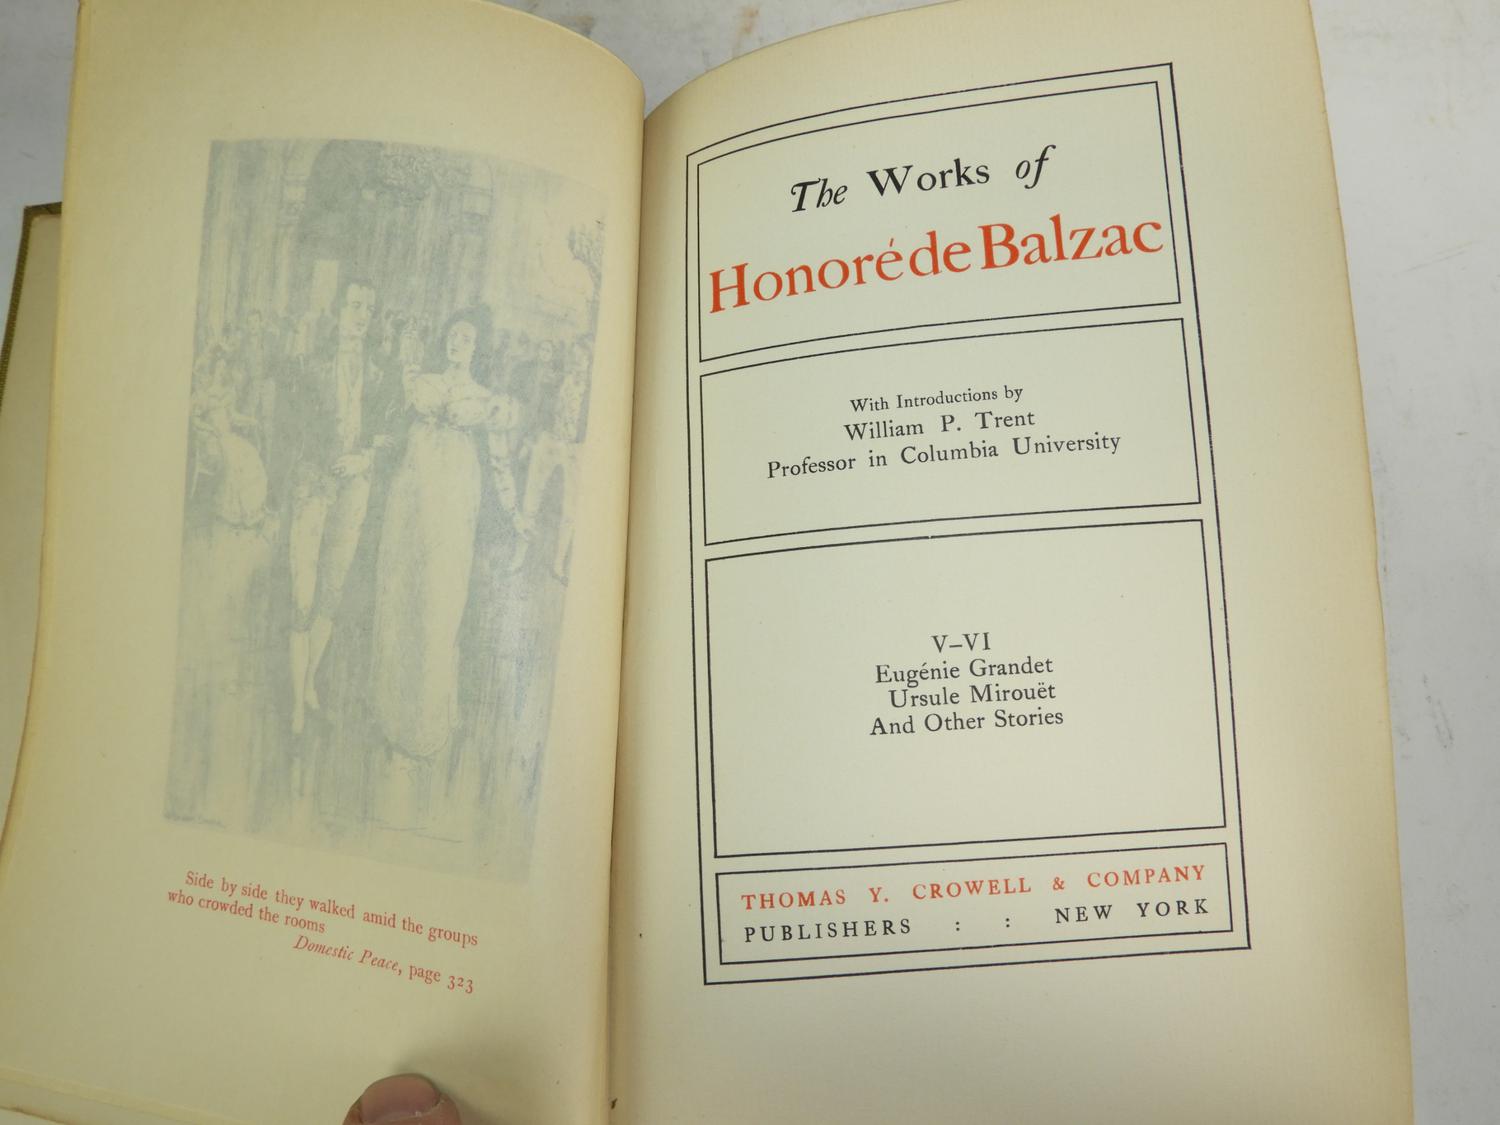 Side by side they walked amid the groups
who crowded the rooms
Domestic Peace, page 323
The Works of
Honoré de Balzac
With Introductions by
William P. Trent
Professor in Columbia University
V–VI
Eugénie Grandet
Ursule Mirouët
And Other Stories
THOMAS Y. CROWELL & COMPANY
PUBLISHERS : : NEW YORK